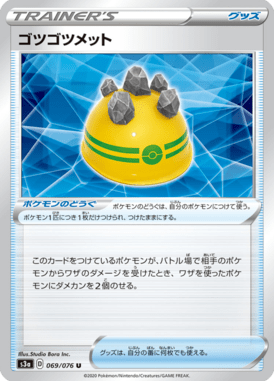 TRAINER'S グッズ
ゴツゴツメット
ポケモンのどうぐ
ポケモンのどうぐは、自分のポケモンにつけて使う。
ポケモン1匹につき1枚だけつけられ、つけたままにする。
このカードをつけているポケモンが、バトル場で相手のポケ
モンからワザのダメージを受けたとき、ワザを使ったポケモ
ンにダメカンを2個のせる。
Illus. Studio Bora Inc.
s3a D 069/076 U
©2020 Pokémon/Nintendo/Creatures/GAME FREAK.
グッズは、自分の番に何枚でも使える。